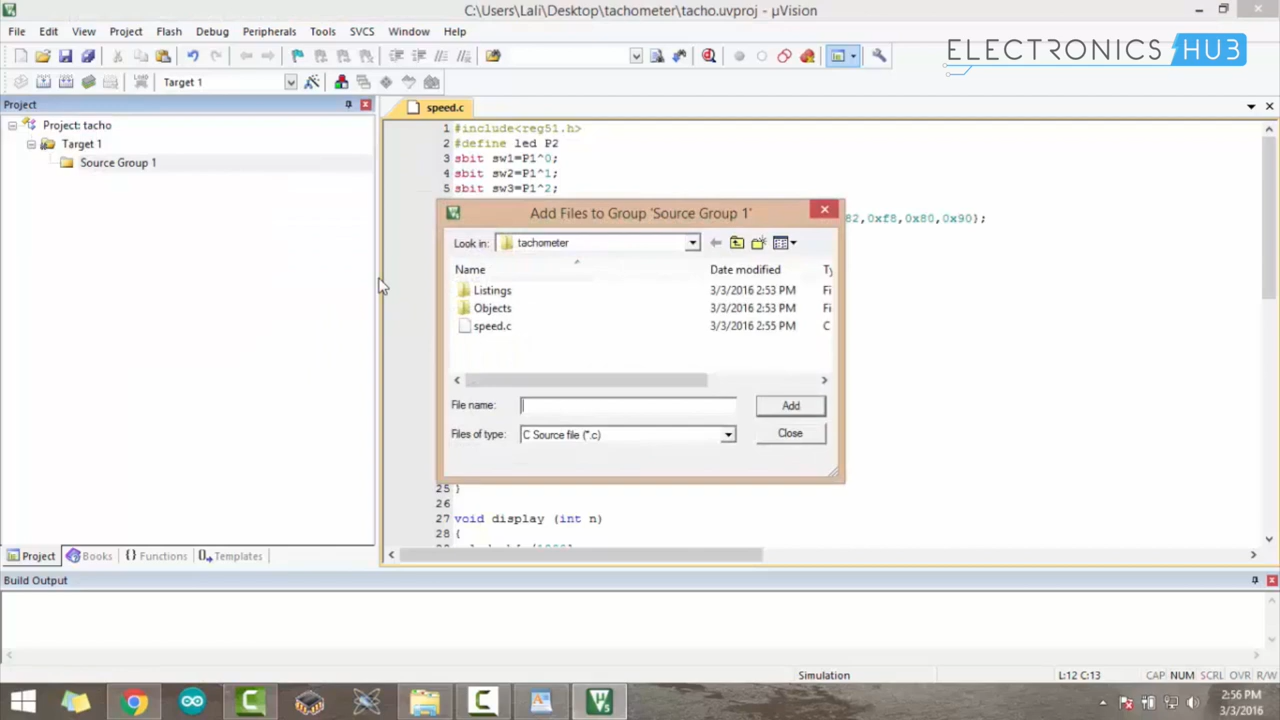 C:\Users\Lali\Desktop\tachometer\tacho.uvproj - µVision
File Edit View Project Flash Debug Peripherals Tools SVCS Window Help
ELECTRONICS HUB
LOAD Target 1
Project
speed.c
Project: tacho
Target 1
Source Group 1
1 #include<reg51.h>
2 #define led P2
3 sbit sw1=P1^0;
4 sbit sw2=P1^1;
5 sbit sw3=P1^2;
82,0xf8,0x80,0x90};
Add Files to Group 'Source Group 1'
Look in: tachometer
Name Date modified Ty
Listings 3/3/2016 2:53 PM Fi
Objects 3/3/2016 2:53 PM Fi
speed.c 3/3/2016 2:55 PM C
File name: Add
Files of type: C Source file (*.c) Close
25 }
26
27 void display (int n)
28 {
Project Books {} Functions Templates
Build Output
Simulation L:12 C:13 CAP NUM SCRL OVR R/W
2:56 PM
3/3/2016